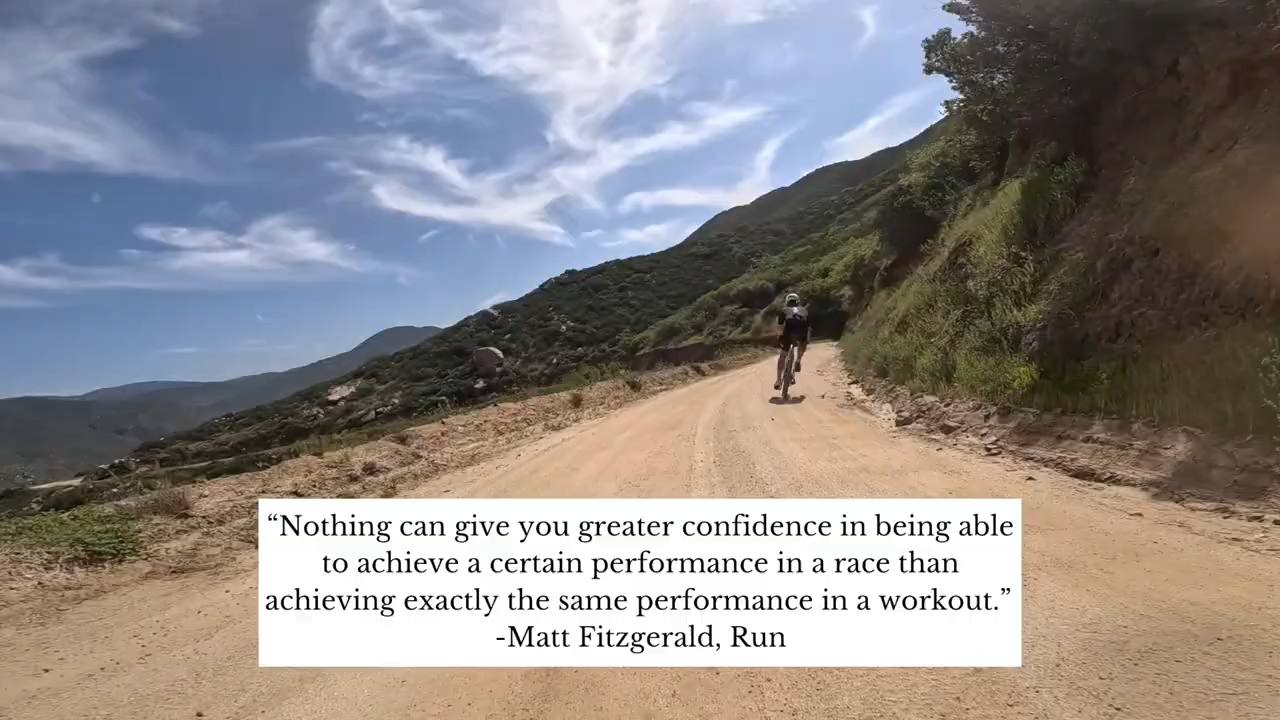 “Nothing can give you greater confidence in being able
to achieve a certain performance in a race than
achieving exactly the same performance in a workout.”
-Matt Fitzgerald, Run